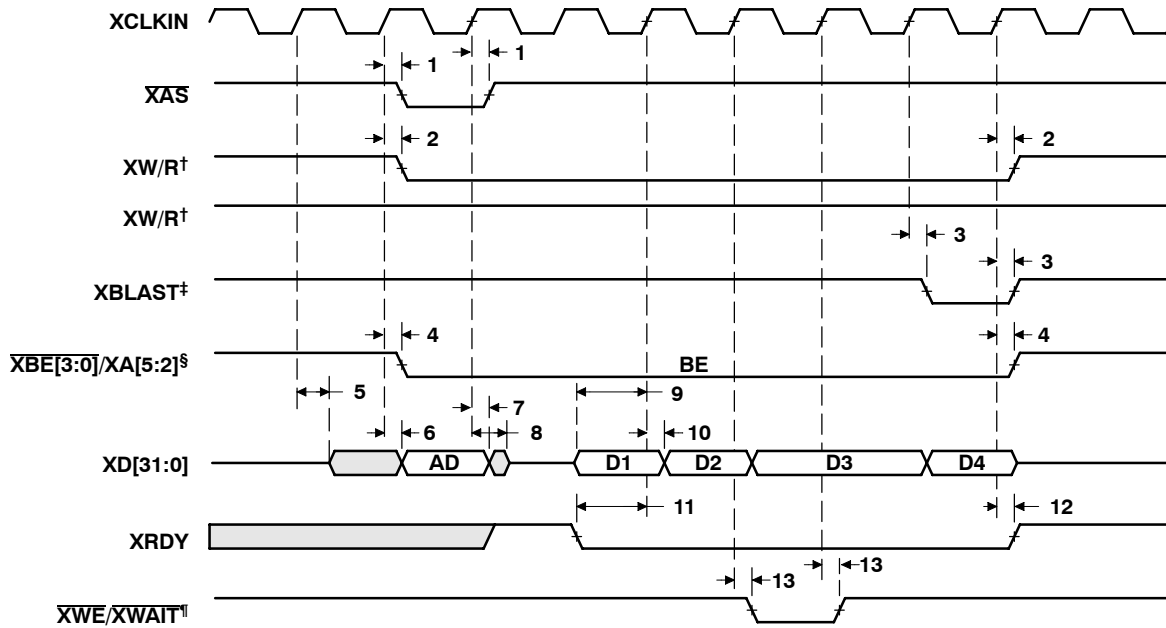 XCLKIN
1
1
XAS
2
2
XW/R†
XW/R†
3
3
XBLAST‡
4
4
XBE[3:0]/XA[5:2]§
BE
5
7
9
6
8
10
XD[31:0]
AD
D1
D2
D3
D4
11
12
XRDY
13
13
XWE/XWAIT¶